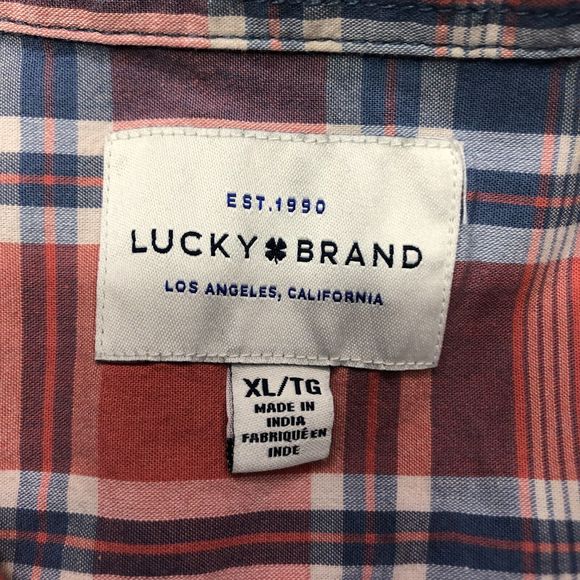 EST.1990
LUCKY BRAND
LOS ANGELES, CALIFORNIA
XL/TG
MADE IN
INDIA
FABRIQUÉ EN
INDE